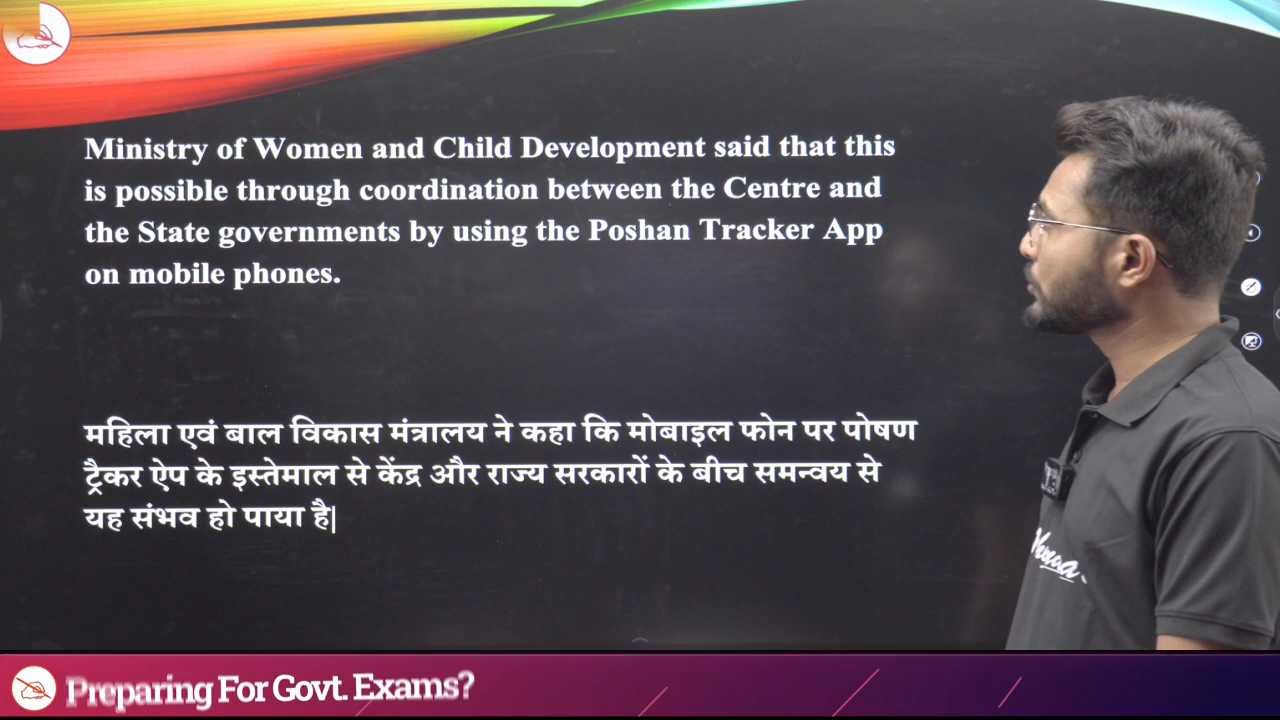 Ministry of Women and Child Development said that this
is possible through coordination between the Centre and
the State governments by using the Poshan Tracker App
on mobile phones.
महिला एवं बाल विकास मंत्रालय ने कहा कि मोबाइल फोन पर पोषण
ट्रैकर ऐप के इस्तेमाल से केंद्र और राज्य सरकारों के बीच समन्वय से
यह संभव हो पाया है|
Preparing For Govt. Exams?